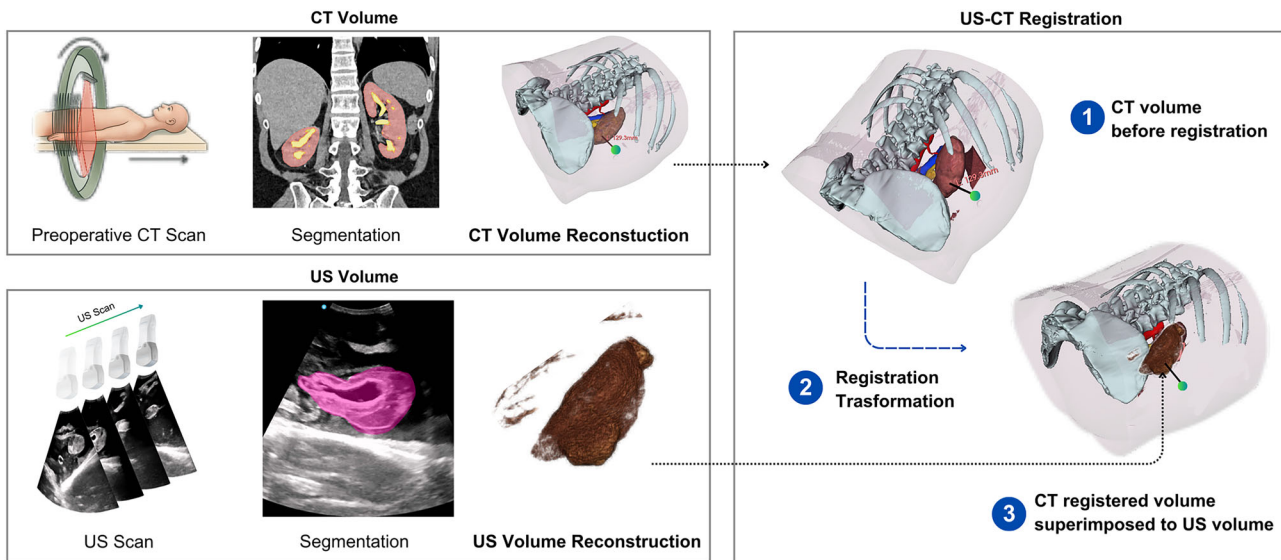 CT Volume
129.3mm
Preoperative CT Scan
Segmentation
CT Volume Reconstuction
US Volume
US Scan
US Scan
Segmentation
US Volume Reconstruction
US-CT Registration
1
CT volume
before registration
2
Registration
Trasformation
3
CT registered volume
superimposed to US volume